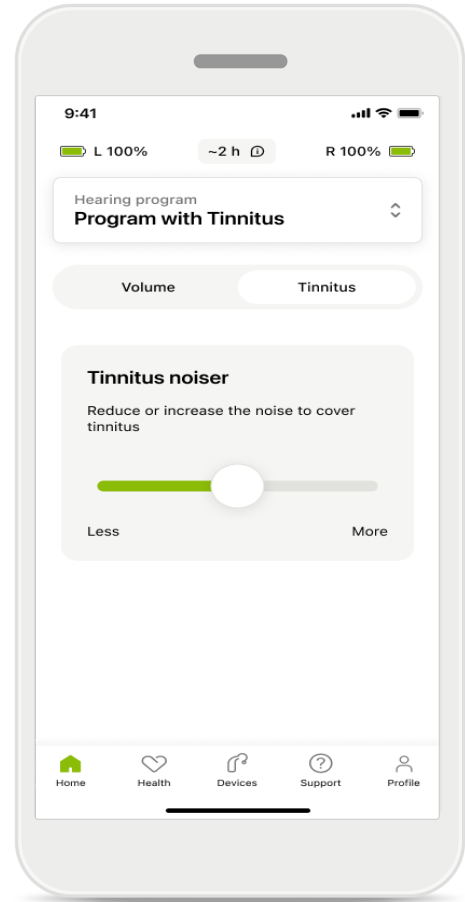 9:41
L 100% ~2 h R 100%
Hearing program
Program with Tinnitus
Volume Tinnitus
Tinnitus noiser
Reduce or increase the noise to cover
tinnitus
Less More
Home Health Devices Support Profile